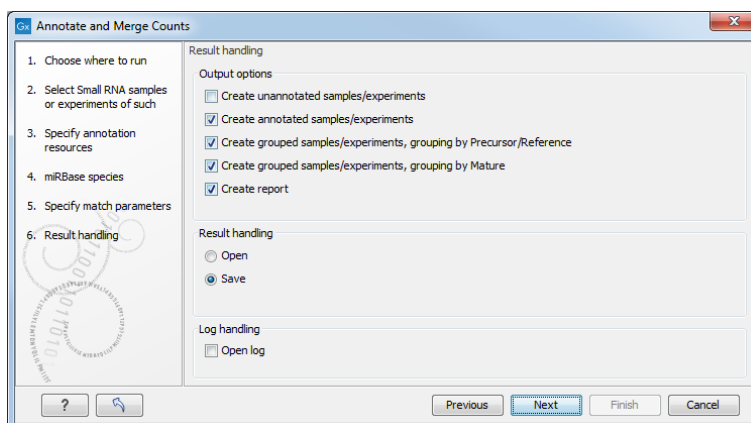 Gx Annotate and Merge Counts
X
1. Choose where to run
2. Select Small RNA samples
or experiments of such
3. Specify annotation
resources
4. miRBase species
5. Specify match parameters
6. Result handling
Result handling
Output options
Create unannotated samples/experiments
Create annotated samples/experiments
Create grouped samples/experiments, grouping by Precursor/Reference
Create grouped samples/experiments, grouping by Mature
Create report
Result handling
Open
Save
Log handling
Open log
?
Previous
Next
Finish
Cancel